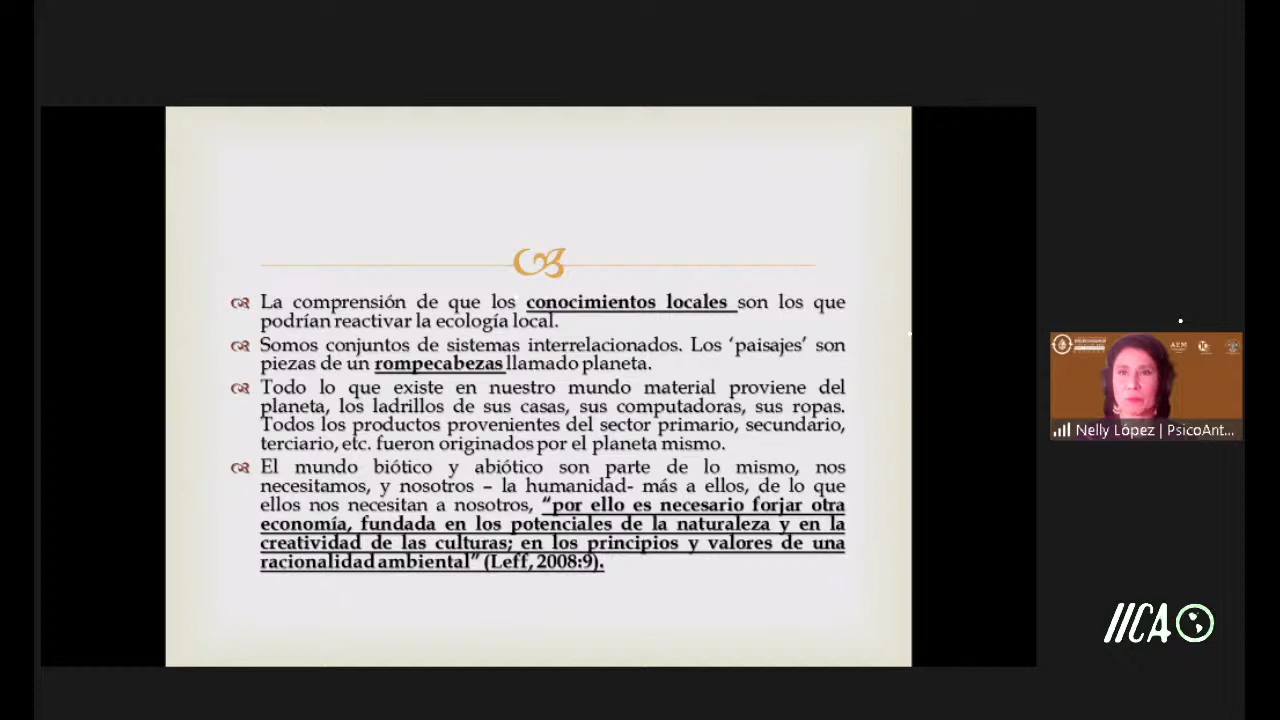 La comprensión de que los conocimientos locales son los que
podrían reactivar la ecología local.
Somos conjuntos de sistemas interrelacionados. Los ‘paisajes’ son
piezas de un rompecabezas llamado planeta.
Todo lo que existe en nuestro mundo material proviene del
planeta, los ladrillos de sus casas, sus computadoras, sus ropas.
Todos los productos provenientes del sector primario, secundario,
terciario, etc. fueron originados por el planeta mismo.
El mundo biótico y abiótico son parte de lo mismo, nos
necesitamos, y nosotros – la humanidad- más a ellos, de lo que
ellos nos necesitan a nosotros, “por ello es necesario forjar otra
economía, fundada en los potenciales de la naturaleza y en la
creatividad de las culturas; en los principios y valores de una
racionalidad ambiental” (Leff, 2008:9).
AEM
Nelly López | PsicoAnt...
IICA